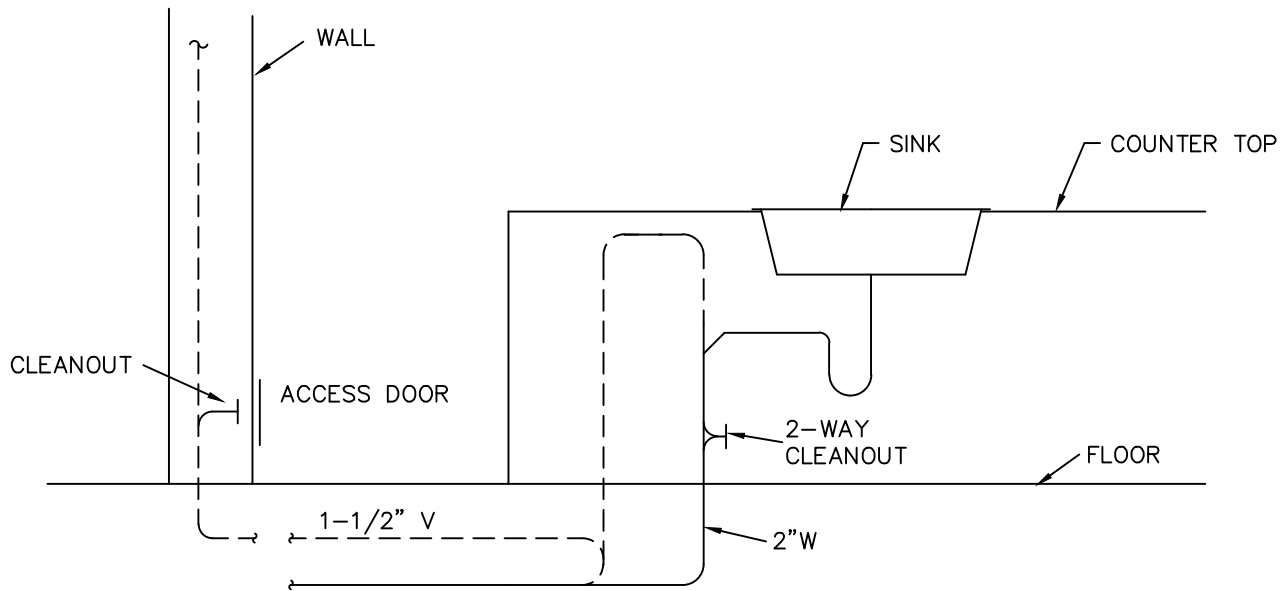 WALL
SINK
COUNTER TOP
CLEANOUT
ACCESS DOOR
2-WAY
CLEANOUT
FLOOR
1-1/2" V
2"W